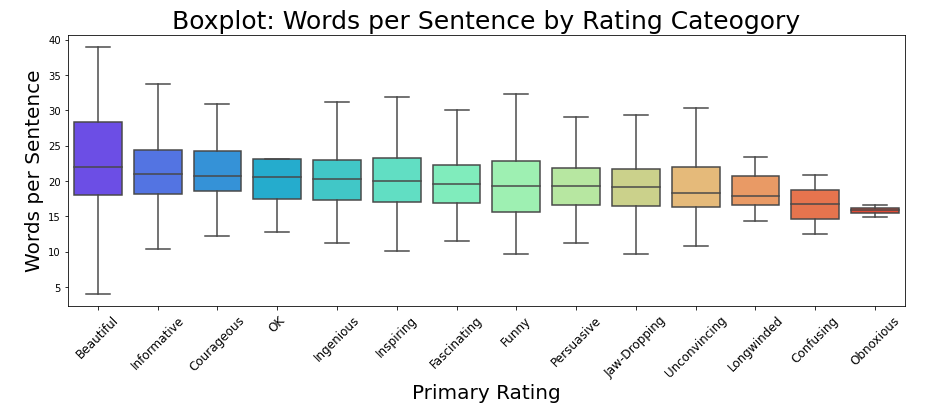 Boxplot: Words per Sentence by Rating Cateogory
Words per Sentence
40
35
30
25
20
15
10
5
Beautiful
Informative
Courageous
OK
Ingenious
Inspiring
Fascinating
Funny
Persuasive
Jaw-Dropping
Unconvincing
Longwinded
Confusing
Obnoxious
Primary Rating